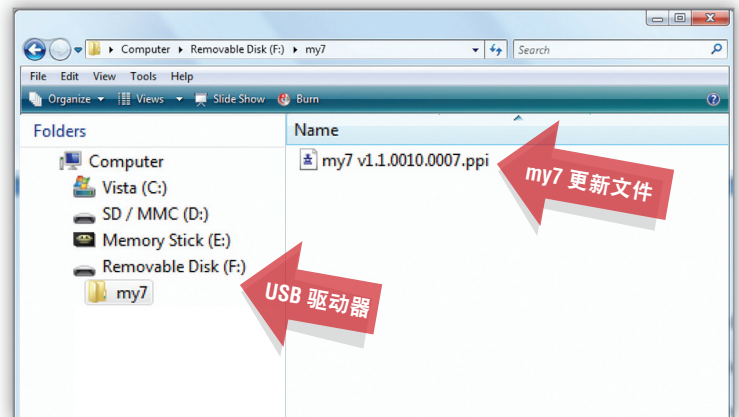 Computer ▸ Removable Disk (F:) ▸ my7
Search
File Edit View Tools Help
Organize Views Slide Show Burn
Folders
Name
Computer
Vista (C:)
SD / MMC (D:)
Memory Stick (E:)
Removable Disk (F:)
my7
my7 v1.1.0010.0007.ppi
my7 更新文件
USB 驱动器